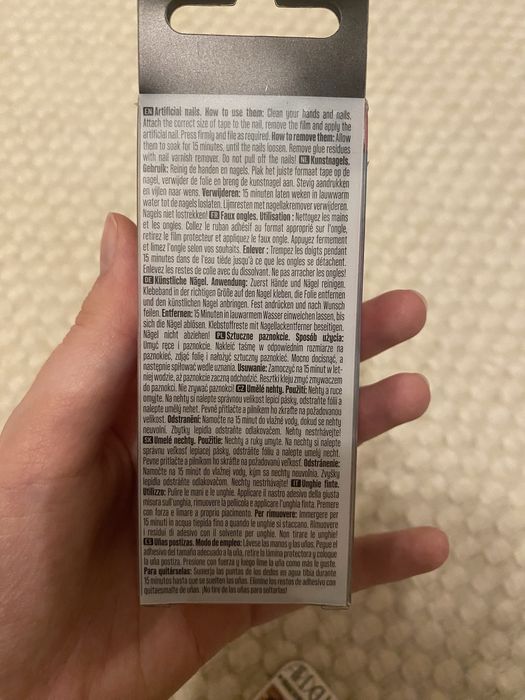 EN Artificial nails. How to use them: Clean your hands and nails.
Attach the correct size of tape to the nail, remove the film and apply the
artificial nail. Press firmly and file as required. How to remove them: Allow
them to soak for 15 minutes, until the nails loosen. Remove glue residues
with nail varnish remover. Do not pull off the nails! NL Kunstnagels.
Gebruik: Reinig de handen en nagels. Plak het juiste formaat tape op de
nagel, verwijder de folie en breng de kunstnagel aan. Stevig aandrukken
en vijlen naar wens. Verwijderen: 15 minuten weken in lauwwarm
water tot de nagels loslaten. Lijmresten met nagellakremover verwijderen.
Nagels niet lostrekken! FR Faux ongles. Utilisation : Nettoyez les mains
et les ongles. Collez le ruban adhésif au format approprié sur l'ongle,
retirez le film protecteur et appliquez le faux ongle. Appuyez fermement
et limez l'ongle selon vos souhaits. Enlever : Trempez les doigts pendant
15 minutes dans de l'eau tiède jusqu'à ce que les ongles se détachent.
Enlevez les restes de colle avec du dissolvant. Ne pas arracher les ongles!
DE Künstliche Nägel. Anwendung: Zuerst Hände und Nägel reinigen.
Klebeband in der richtigen Größe auf den Nagel kleben, die Folie entfernen
und den künstlichen Nagel anbringen. Fest andrücken und nach Wunsch
feilen. Entfernen: 15 Minuten in lauwarmem Wasser einweichen lassen, bis
sich die Nägel ablösen. Klebstoffreste mit Nagellackentferner beseitigen.
Nägel nicht abziehen! PL Sztuczne paznokcie. Sposób użycia:
Umyć ręce i paznokcie. Nakleić taśmę w odpowiednim rozmiarze na
paznokieć, zdjąć folię i nałożyć sztuczny paznokieć. Mocno docisnąć, a
następnie spiłować wedle uznania. Usuwanie: Zamoczyć na 15 minut w let-
niej wodzie, aż paznokcie zaczną odchodzić. Resztki kleju zmyć zmywaczem
do paznokci. Nie zrywać paznokci! CZ Umělé nehty. Použití: Nehty a ruce
omyjte. Na nehty si nalepte správnou velikost lepicí pásky, odstraňte fólii a
nalepte umělý nehet. Pevně přitlačte a pilníkem ho zkraťte na požadovanou
velikost. Odstranění: Namočte na 15 minut do vlažné vody, dokud se nehty
neuvolní. Zbytky lepidla odstraňte odlakovačem. Nehty nestrhávejte!
SK Umelé nechty. Použitie: Nechty a ruky umyte. Na nechty si nalepte
správnu veľkosť lepiacej pásky, odstráňte fóliu a nalepte umelý necht.
Pevne pritlačte a pilníkom ho skráťte na požadovanú veľkosť. Odstránenie:
Namočte na 15 minút do vlažnej vody, kým sa nechty neuvoľnia. Zvyšky
lepidla odstráňte odlakovačom. Nechty nestrhávajte! IT Unghie finte.
Utilizzo: Pulire le mani e le unghie. Applicare il nastro adesivo della giusta
misura sull'unghia, rimuovere la pellicola e applicare l'unghia finta. Premere
con forza e limare a proprio piacimento. Per rimuovere: Immergere per
15 minuti in acqua tiepida fino a quando le unghie si staccano. Rimuovere
i residui di adesivo con il solvente per unghie. Non tirare le unghie!
ES Uñas postizas. Modo de empleo: Lávese las manos y las uñas. Pegue el
adhesivo del tamaño adecuado a la uña, retire la lámina protectora y coloque
la uña postiza. Presione con fuerza y luego lime la uña como más le guste.
Para quitárselas: Sumerja las puntas de los dedos en agua tibia durante
15 minutos hasta que se suelten las uñas. Elimine los restos de adhesivo con
quitaesmalte de uñas. ¡No tire de las uñas para soltarlas!